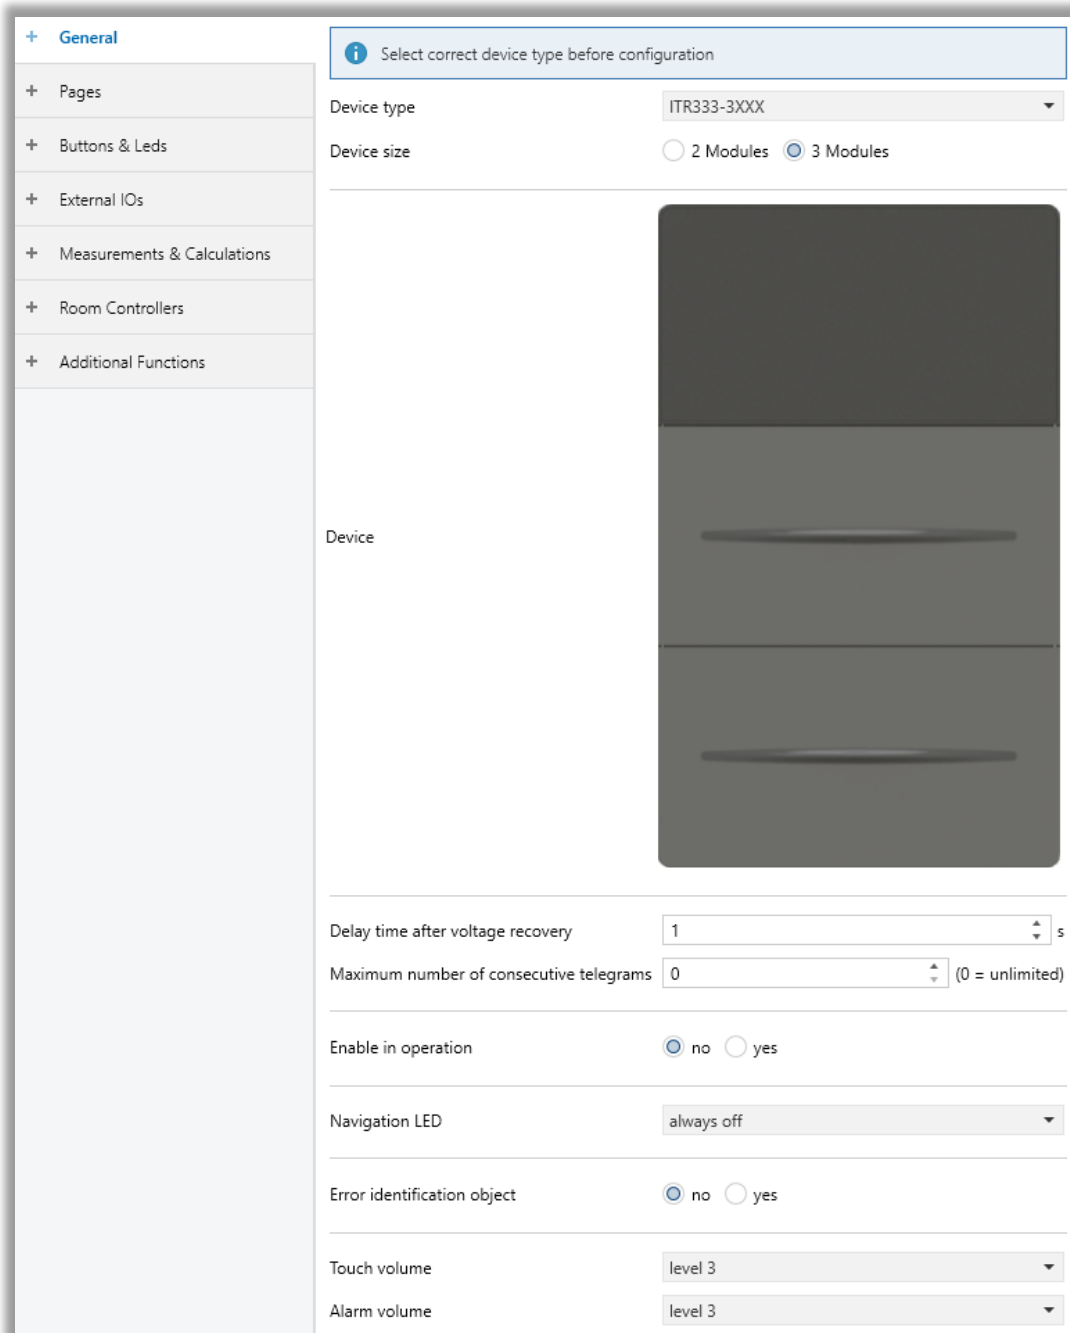 General
Pages
Buttons & Leds
External IOs
Measurements & Calculations
Room Controllers
Additional Functions
Select correct device type before configuration
Device type ITR333-3XXX
Device size 2 Modules 3 Modules
Device
Delay time after voltage recovery 1 s
Maximum number of consecutive telegrams 0 (0 = unlimited)
Enable in operation no yes
Navigation LED always off
Error identification object no yes
Touch volume level 3
Alarm volume level 3